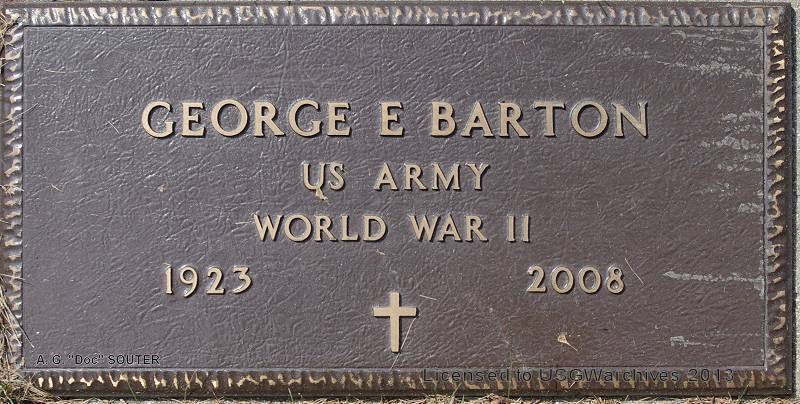 GEORGE E BARTON
US ARMY
WORLD WAR II
1923 2008
A. G. "Doc" SOUTER
Licensed to USGWarchives 2013